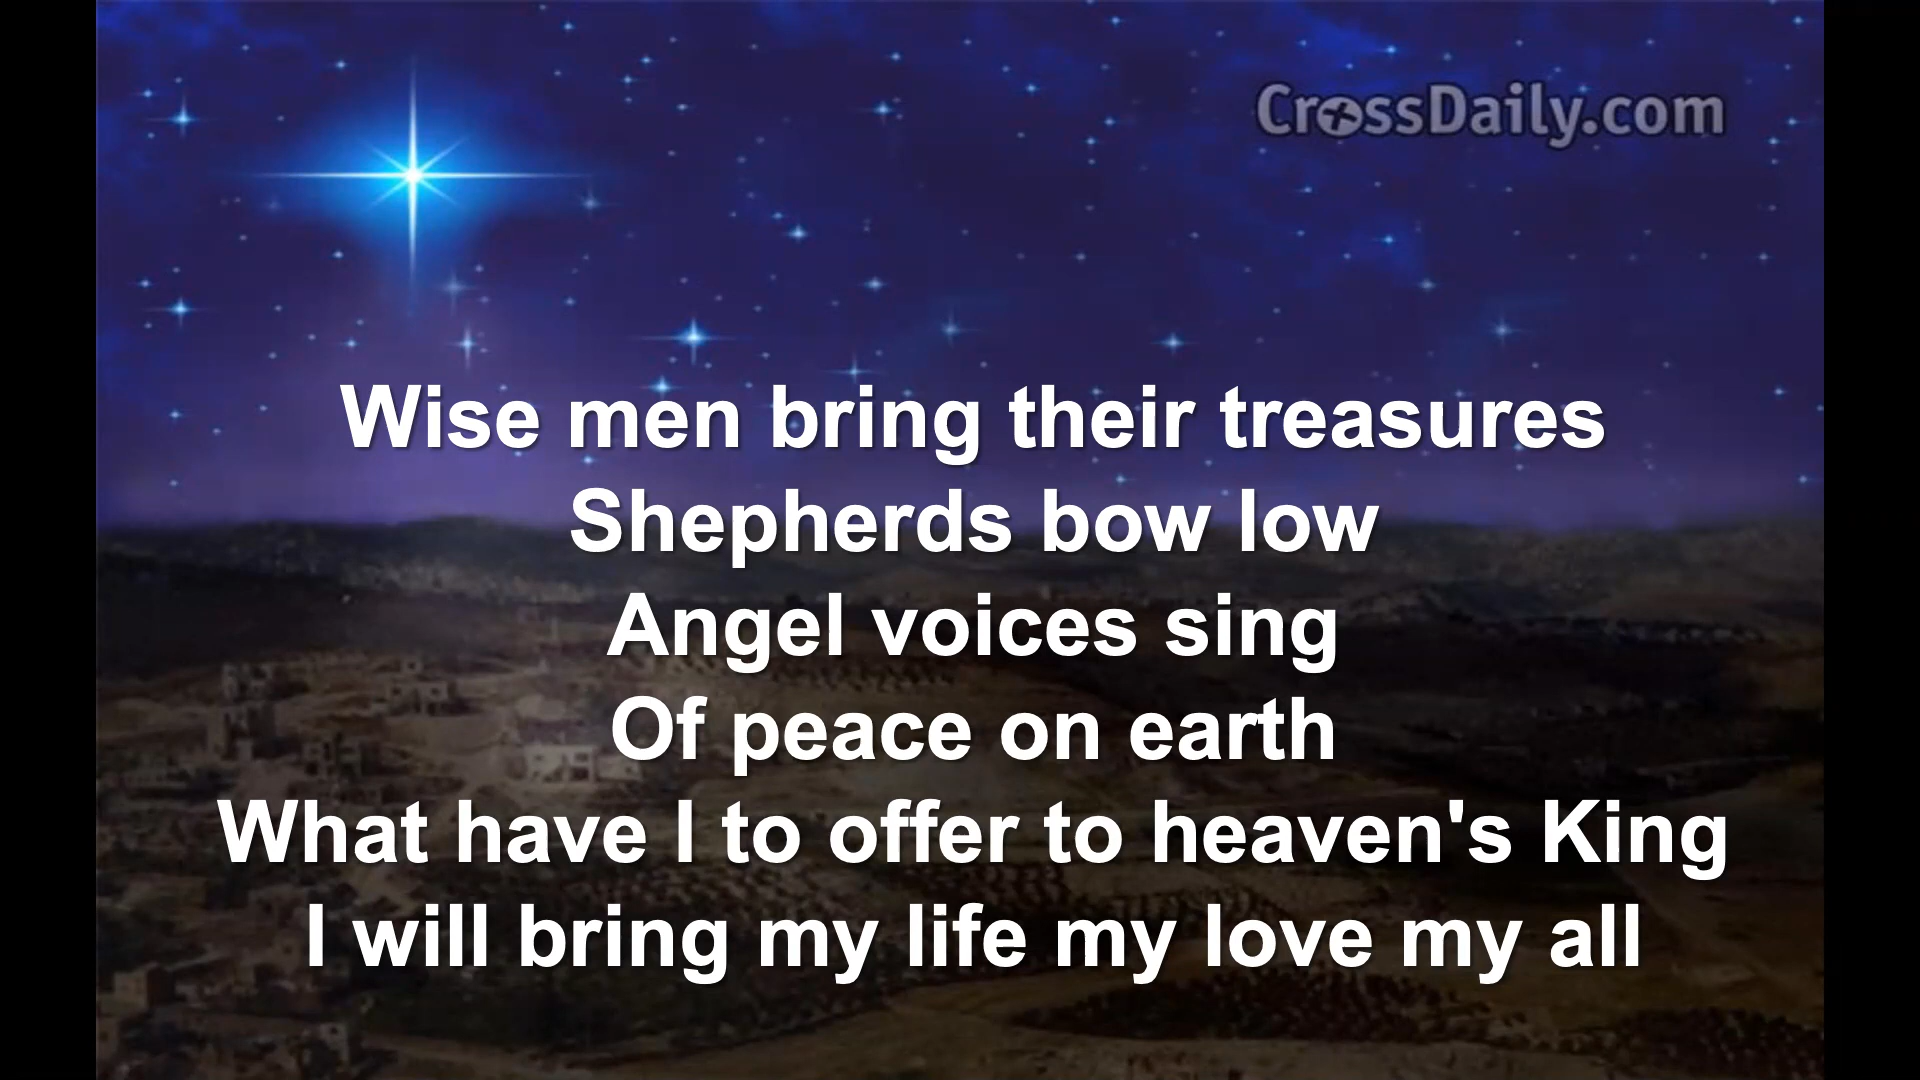 CrossDaily.com
Wise men bring their treasures
Shepherds bow low
Angel voices sing
Of peace on earth
What have I to offer to heaven's King
I will bring my life my love my all